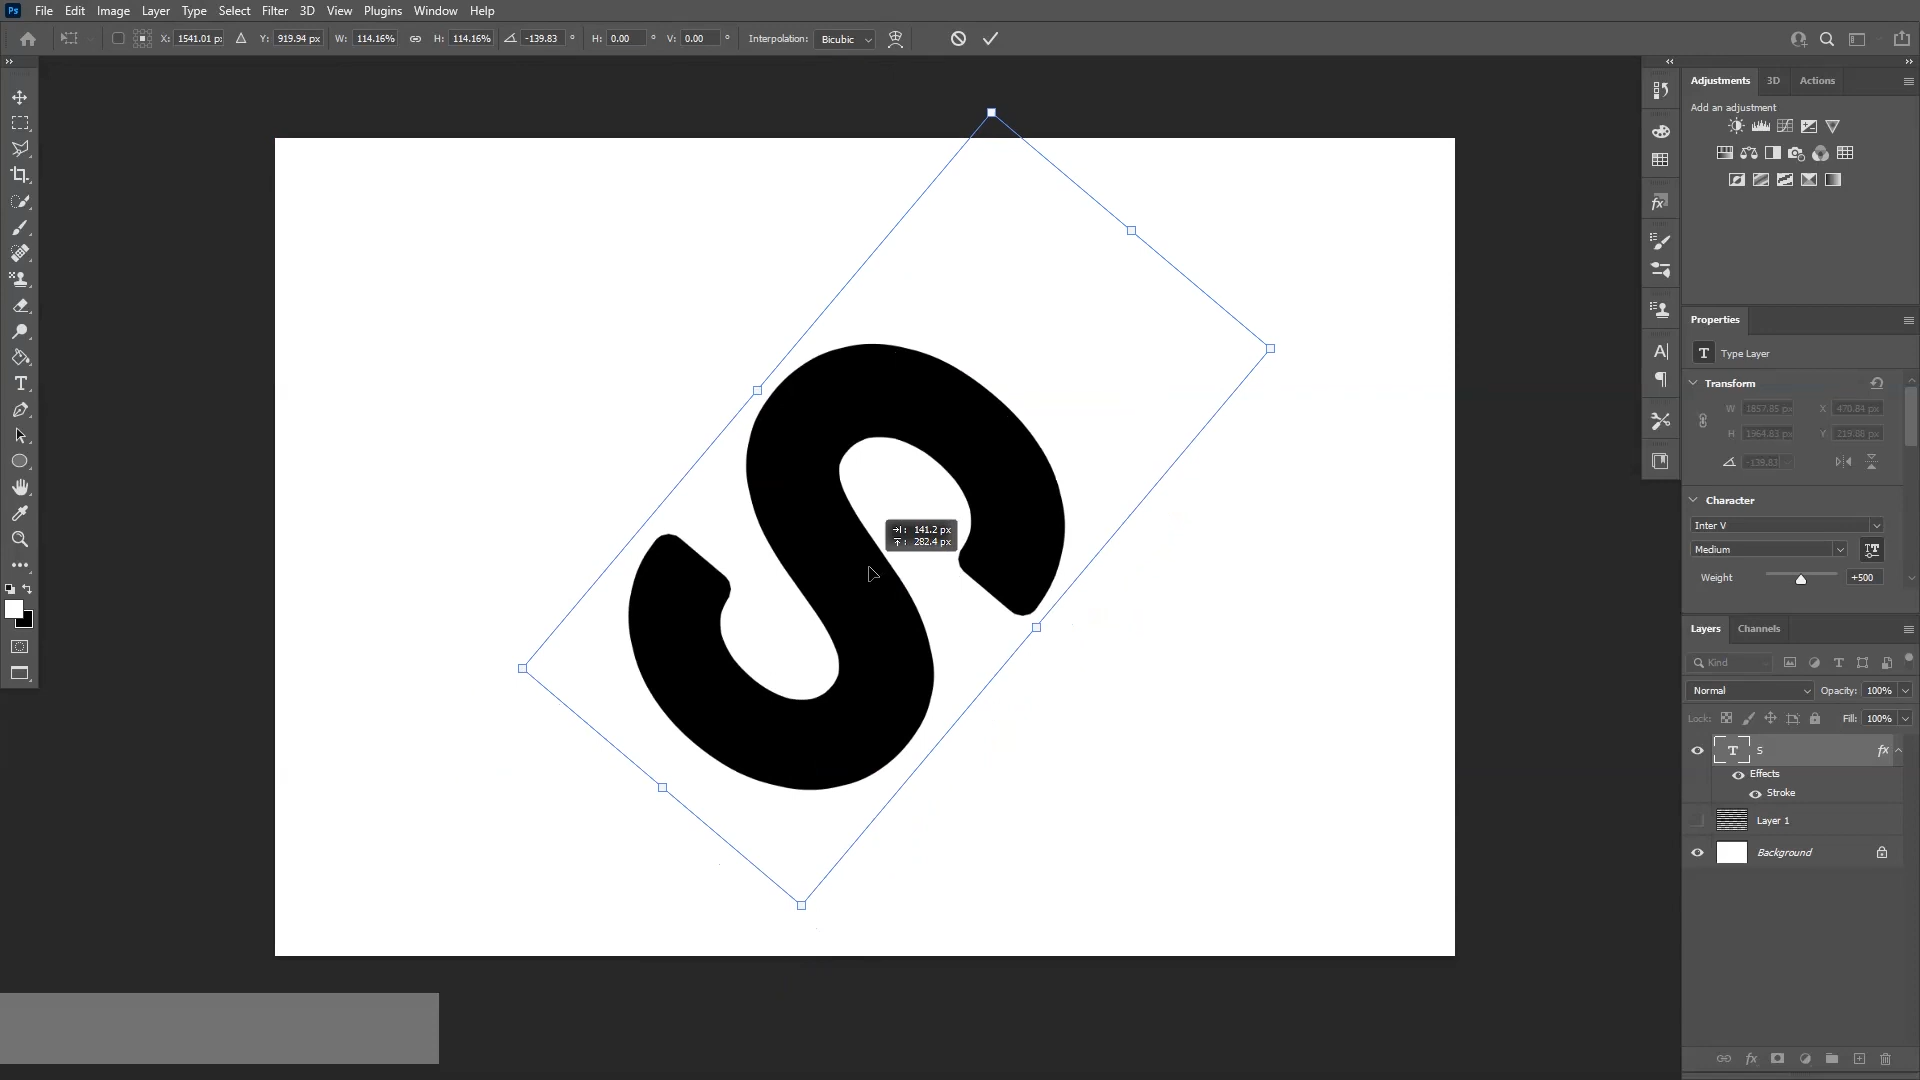 Ps File Edit Image Layer Type Select Filter 3D View Plugins Window Help
X: 1541.01 px Y: 919.94 px W: 114.16% H: 114.16% -139.83 ° H: 0.00 ° V: 0.00 ° Interpolation: Bicubic
Adjustments 3D Actions
Add an adjustment
fx
Properties
T Type Layer
Transform
W 1857.85 px X 470.84 px
H 1964.83 px Y 219.88 px
-139.83
Character
Inter V
Medium
Weight +500
S
141.2 px
282.4 px
Layers Channels
Kind
Normal Opacity: 100%
Lock: Fill: 100%
T S fx
Effects
Stroke
Layer 1
Background
fx